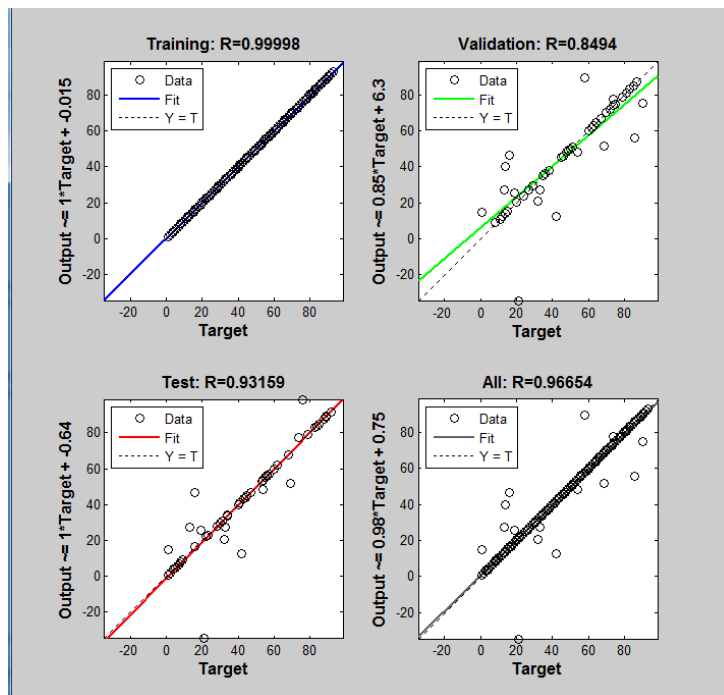 Training: R=0.99998
Output ~= 1*Target + -0.015
Data
Fit
Y = T
80
60
40
20
0
-20
-20 0 20 40 60 80
Target
Validation: R=0.8494
Output ~= 0.85*Target + 6.3
Data
Fit
Y = T
80
60
40
20
0
-20
-20 0 20 40 60 80
Target
Test: R=0.93159
Output ~= 1*Target + -0.64
Data
Fit
Y = T
80
60
40
20
0
-20
-20 0 20 40 60 80
Target
All: R=0.96654
Output ~= 0.98*Target + 0.75
Data
Fit
Y = T
80
60
40
20
0
-20
-20 0 20 40 60 80
Target